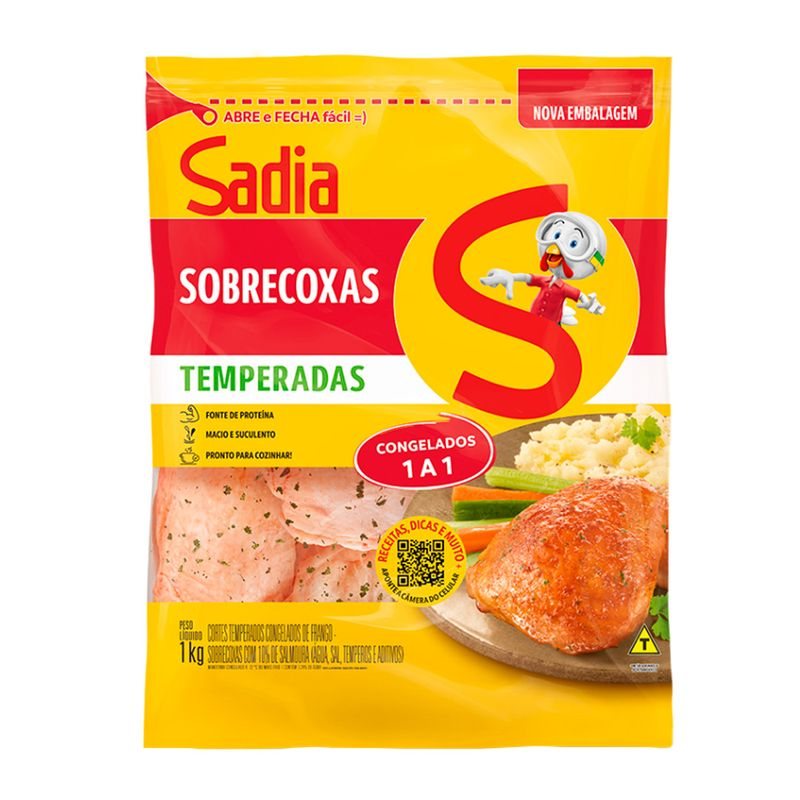 ABRE e FECHA fácil =)
NOVA EMBALAGEM
Sadia
S
SOBRECOXAS
TEMPERADAS
FONTE DE PROTEÍNA
MACIO E SUCULENTO
PRONTO PARA COZINHAR!
CONGELADOS
1 A 1
RECEITAS, DICAS E MUITO +
APONTE A CÂMERA DO CELULAR
PESO
LÍQUIDO
1 kg
CORTES TEMPERADOS CONGELADOS DE FRANGO -
SOBRECOXAS COM 10% DE SALMOURA (ÁGUA, SAL, TEMPEROS E ADITIVOS)
T